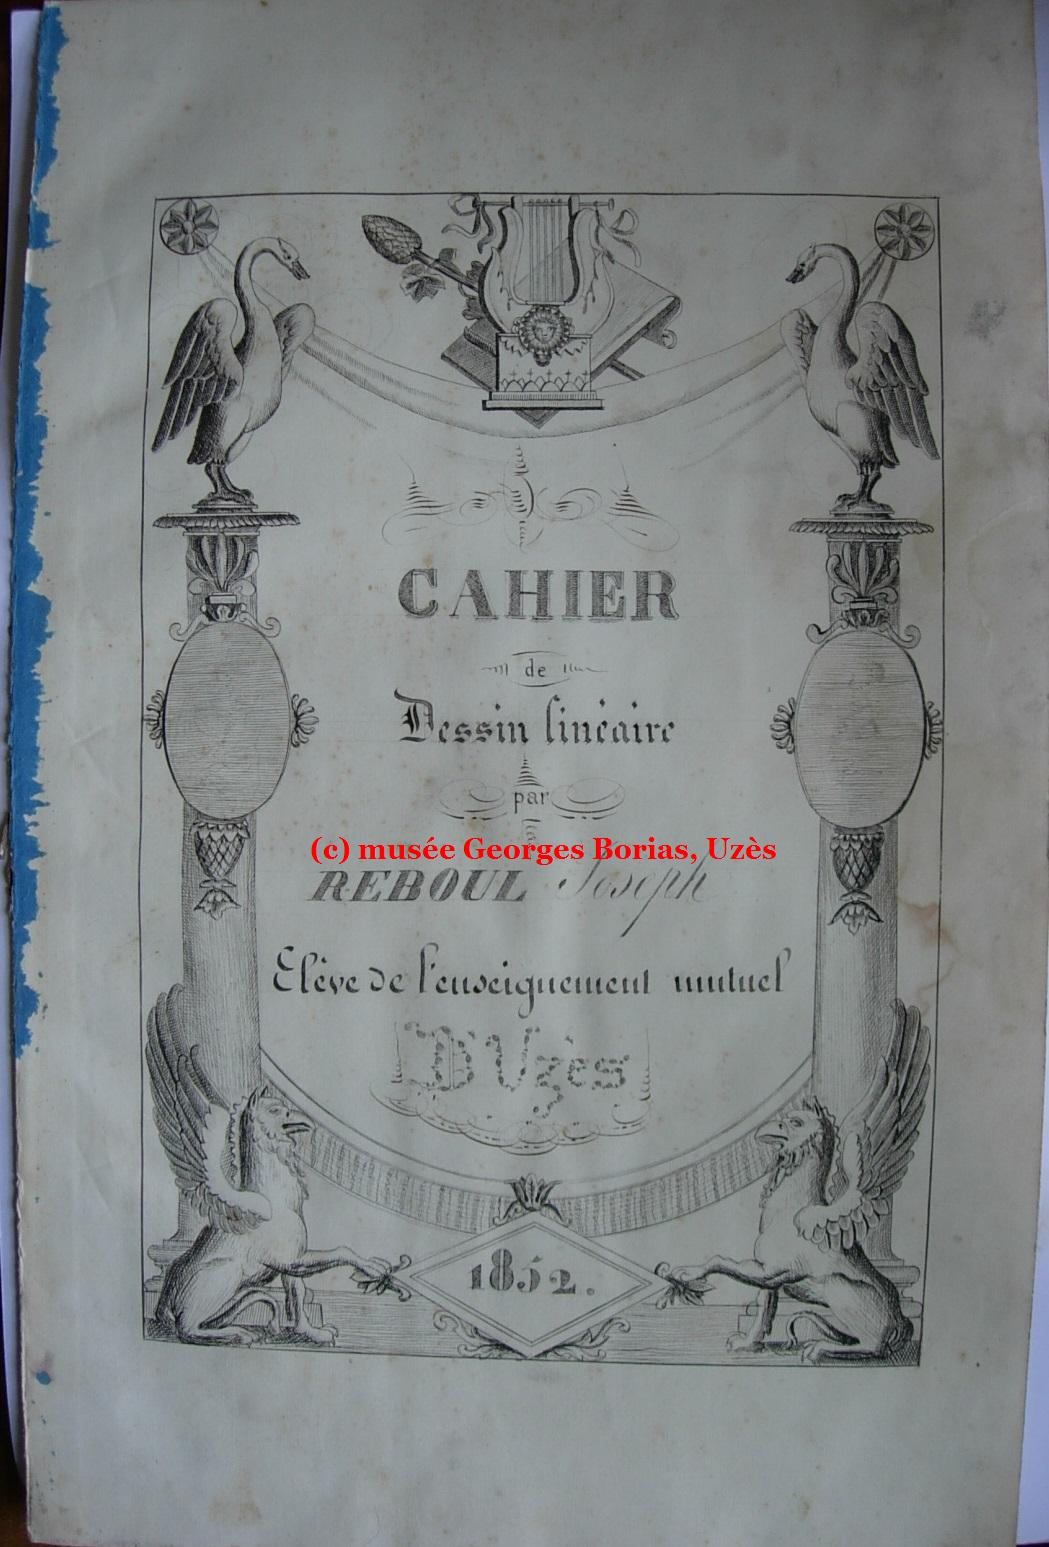 CAHIER
de
Dessin linéaire
par
(c) musée Georges Borias, Uzès
REBOUL Joseph
Elève de l'enseignement mutuel
D'Uzès
1852.